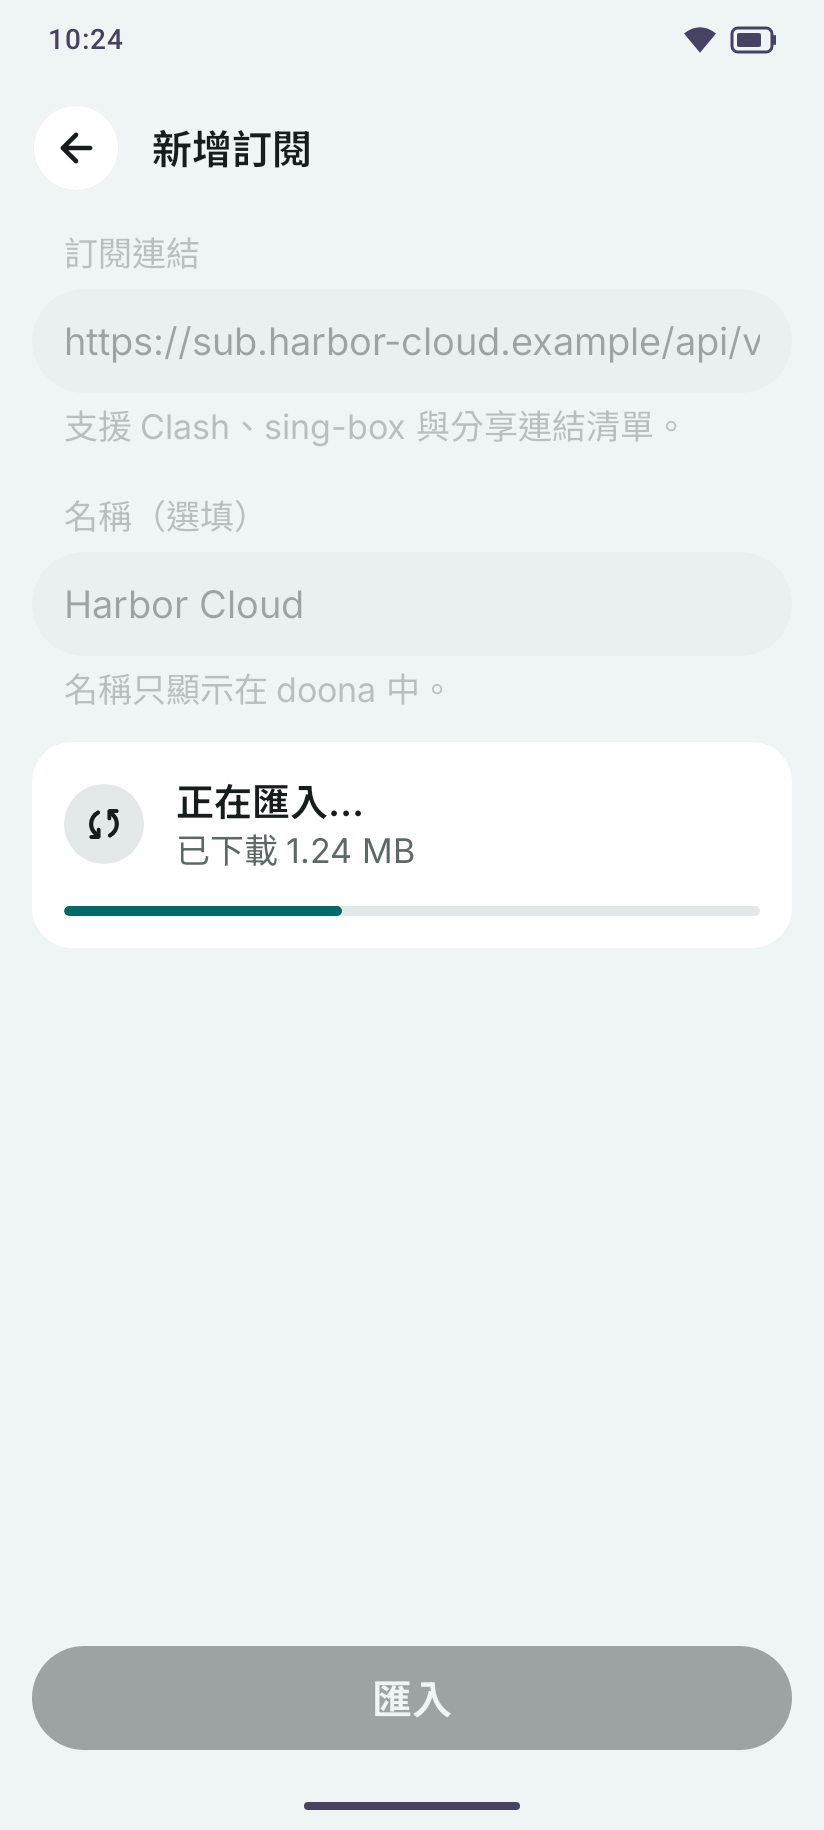 10:24
新增訂閱
訂閱連結
https://sub.harbor-cloud.example/api/v
支援 Clash、sing-box 與分享連結清單。
名稱（選填）
Harbor Cloud
名稱只顯示在 doona 中。
正在匯入...
已下載 1.24 MB
匯入